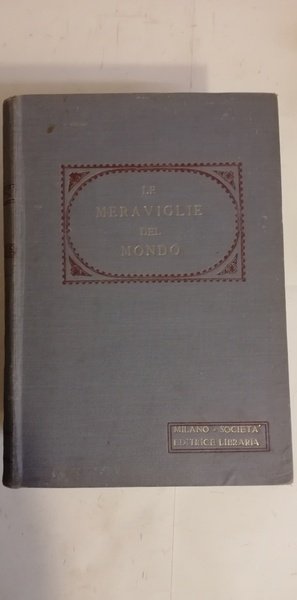 LE
MERAVIGLIE
DEL
MONDO
MILANO - SOCIETA'
EDITRICE LIBRARIA